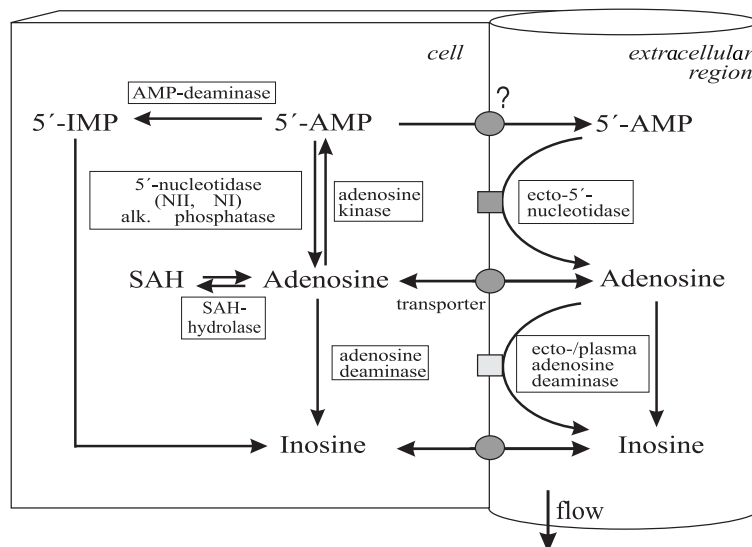 cell
extracellular
region
AMP-deaminase
?
5´-IMP
5´-AMP
5´-AMP
5´-nucleotidase
(NII, NI)
alk. phosphatase
adenosine
kinase
ecto-5´-
nucleotidase
SAH
Adenosine
Adenosine
transporter
SAH-
hydrolase
adenosine
deaminase
ecto-/plasma
adenosine
deaminase
Inosine
Inosine
flow